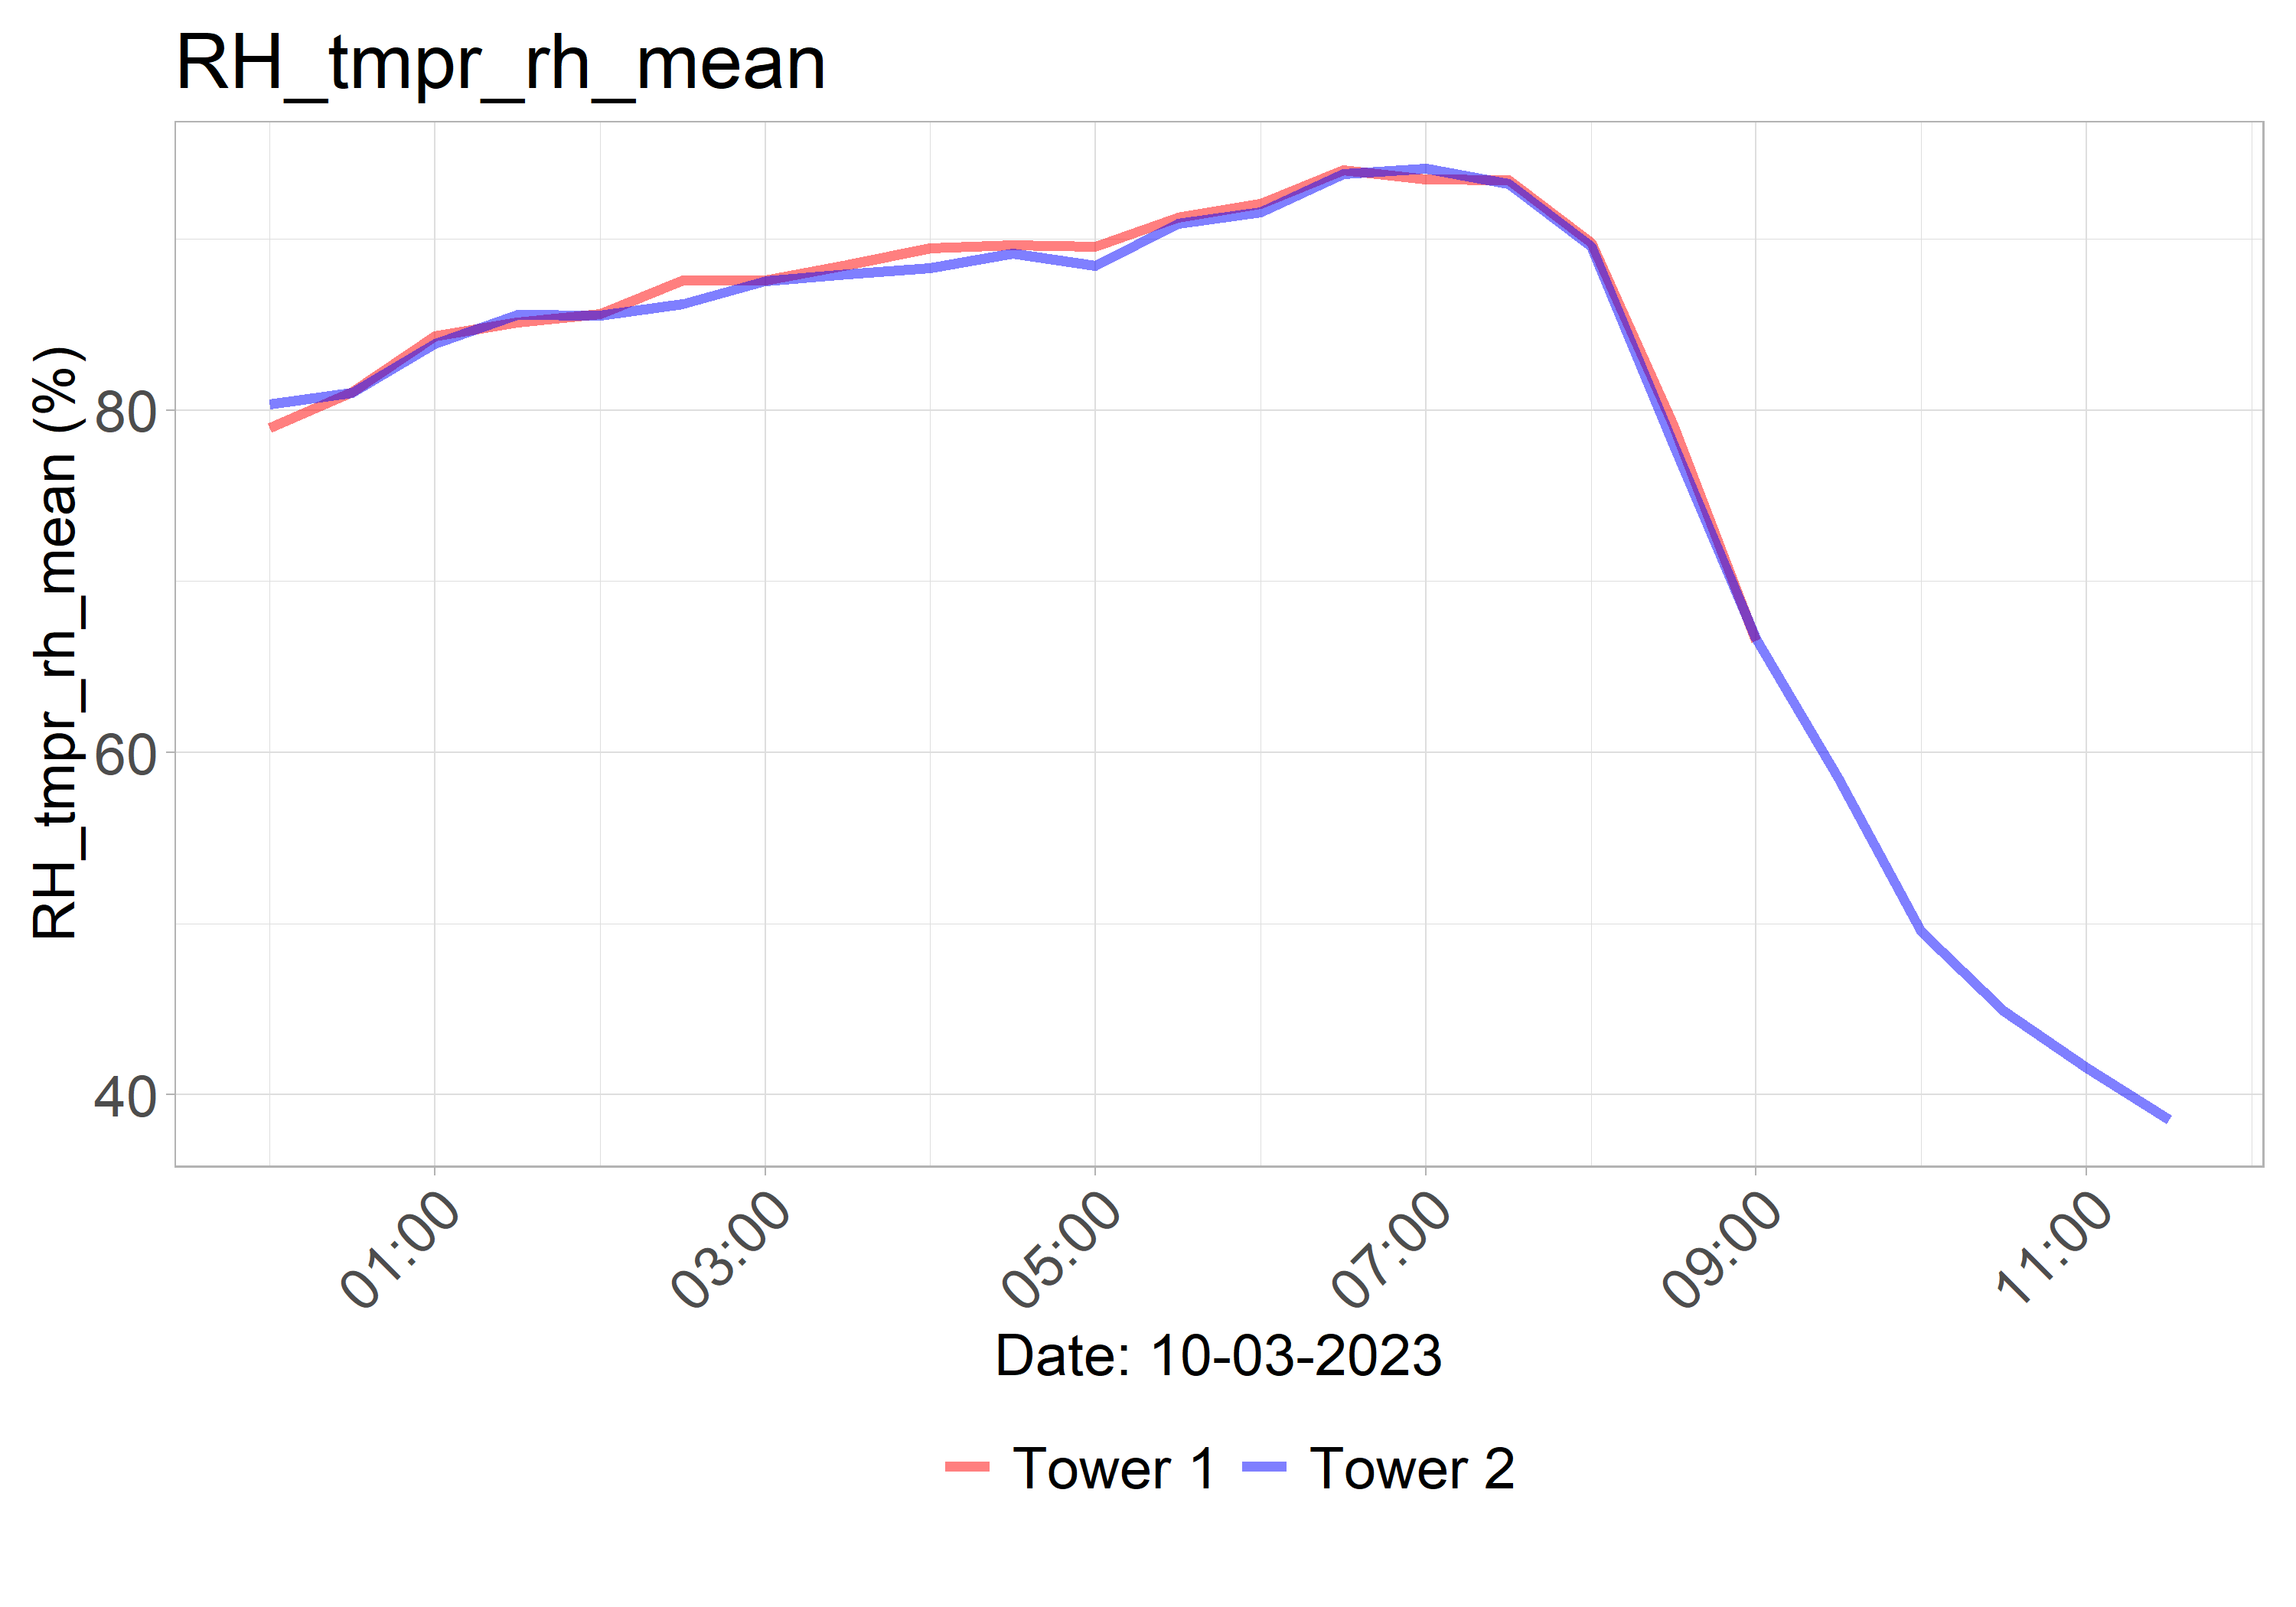 RH_tmpr_rh_mean
RH_tmpr_rh_mean (%)
80
60
40
01:00
03:00
05:00
07:00
09:00
11:00
Date: 10-03-2023
Tower 1
Tower 2